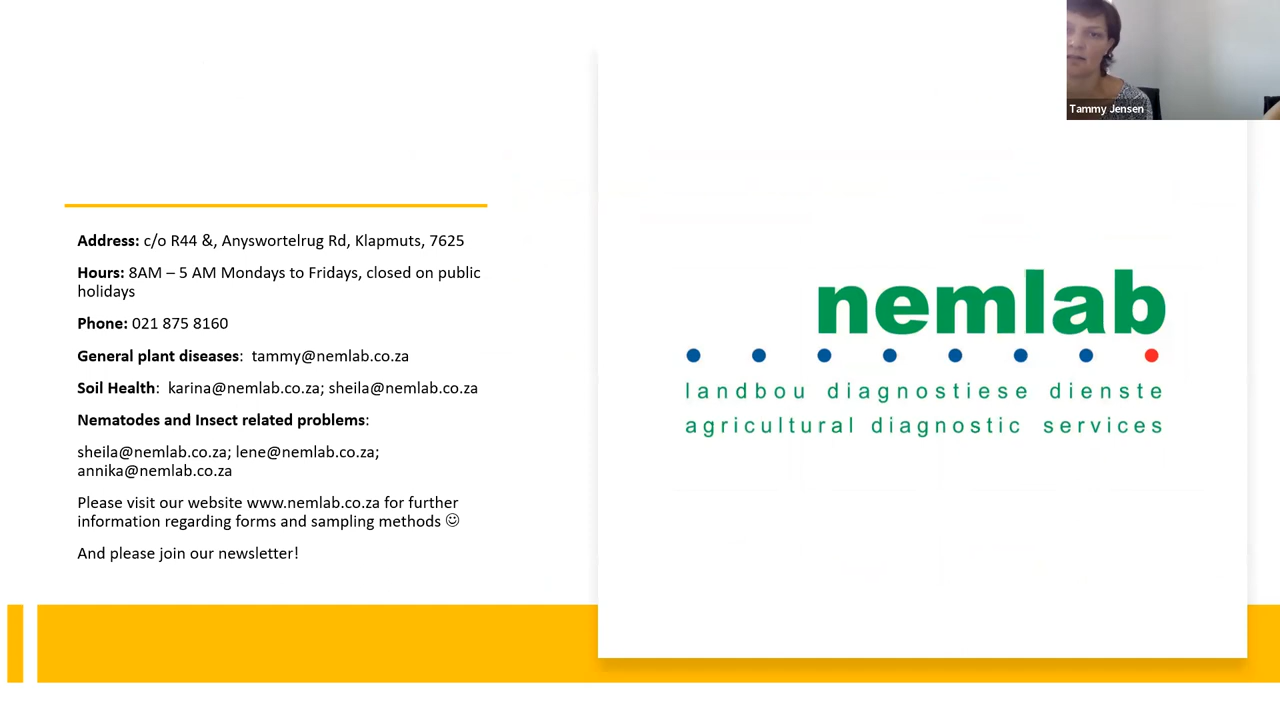 Tammy Jensen
Address: c/o R44 &, Anyswortelrug Rd, Klapmuts, 7625
Hours: 8AM – 5 AM Mondays to Fridays, closed on public
holidays
Phone: 021 875 8160
General plant diseases:  tammy@nemlab.co.za
Soil Health:  karina@nemlab.co.za; sheila@nemlab.co.za
Nematodes and Insect related problems:
sheila@nemlab.co.za; lene@nemlab.co.za;
annika@nemlab.co.za
Please visit our website www.nemlab.co.za for further
information regarding forms and sampling methods ☺
And please join our newsletter!
nemlab
landbou diagnostiese dienste
agricultural diagnostic services